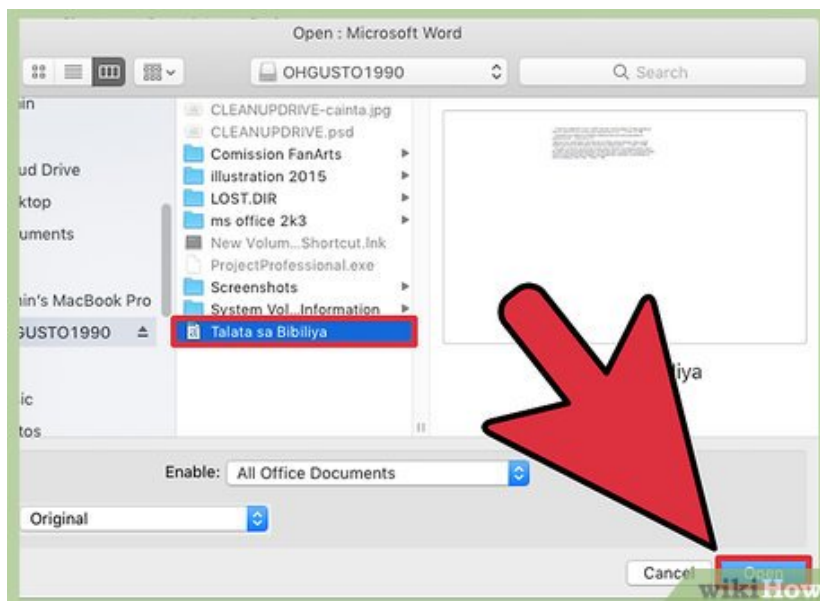 Open : Microsoft Word
OHGUSTO1990
Search
in
ud Drive
ktop
uments
in's MacBook Pro
GUSTO1990
ic
tos
CLEANUPDRIVE-cainta.jpg
CLEANUPDRIVE.psd
Comission FanArts
illustration 2015
LOST.DIR
ms office 2k3
New Volum...Shortcut.lnk
ProjectProfessional.exe
Screenshots
System Vol...Information
Talata sa Bibiliya
iya
Enable: All Office Documents
Original
Cancel
Open
wikiHow